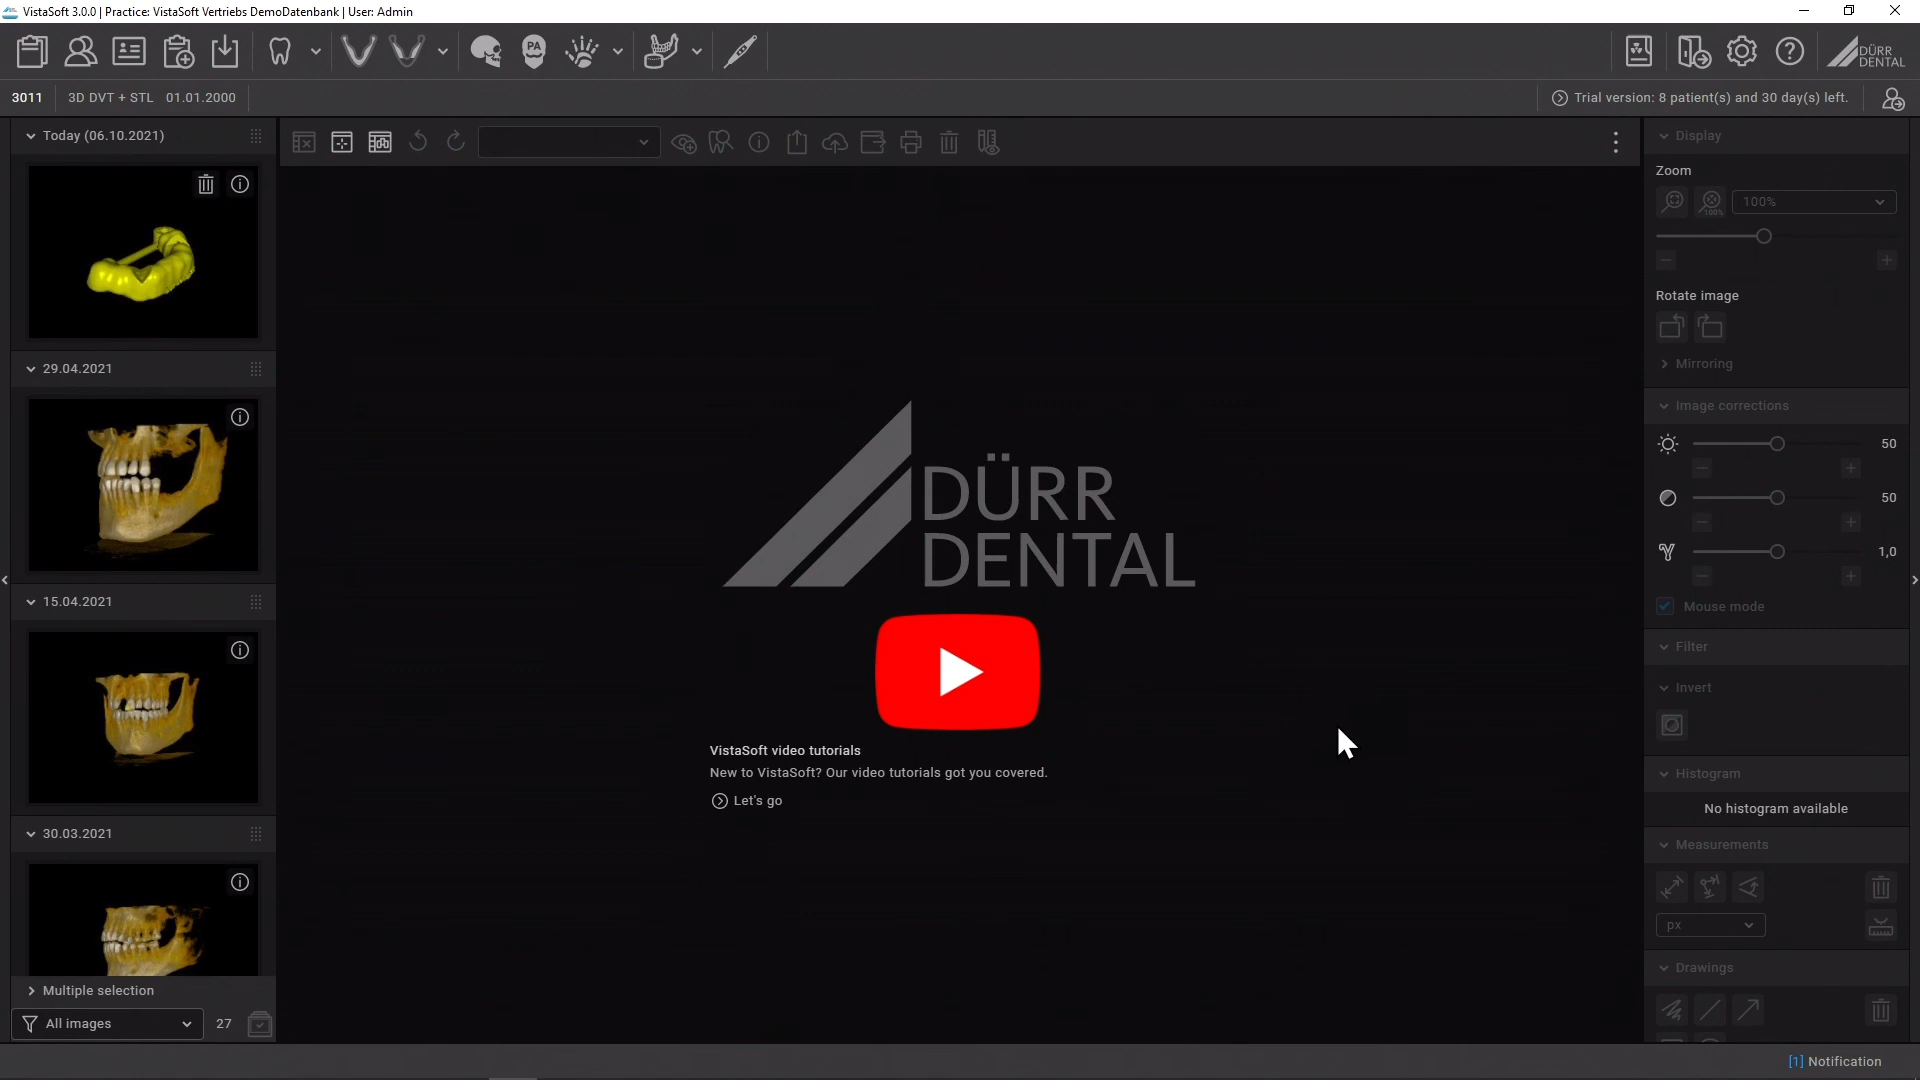 VistaSoft 3.0.0 | Practice: VistaSoft Vertriebs DemoDatenbank | User: Admin
PA
DÜRR
DENTAL
3011
3D DVT + STL 01.01.2000
Trial version: 8 patient(s) and 30 day(s) left.
Today (06.10.2021)
29.04.2021
15.04.2021
30.03.2021
Multiple selection
All images
27
DÜRR
DENTAL
VistaSoft video tutorials
New to VistaSoft? Our video tutorials got you covered.
Let's go
Display
Zoom
100%
100%
Rotate image
Mirroring
Image corrections
50
50
1,0
Mouse mode
Filter
Invert
Histogram
No histogram available
Measurements
px
Drawings
[1] Notification